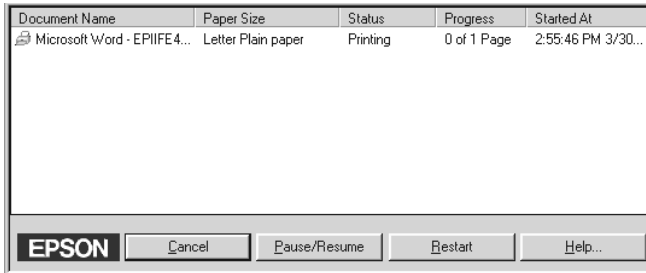 Document Name Paper Size Status Progress Started At
Microsoft Word - EPIIFE4... Letter Plain paper Printing 0 of 1 Page 2:55:46 PM 3/30...
EPSON Cancel Pause/Resume Restart Help...